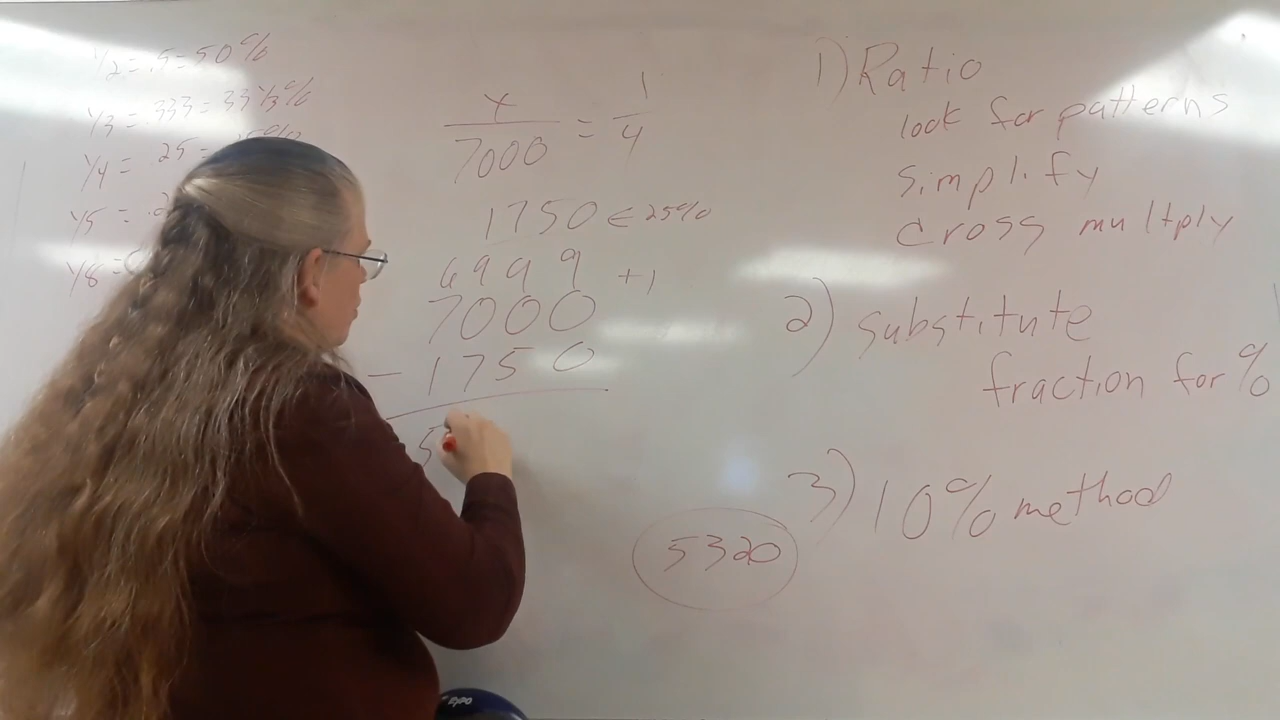 1/2 = .5 = 50%
1/3 = .333 = 33 1/3%
1/4 = .25 =
1/5 = .2
1/8 =
x/7000 = 1/4
1750 ← 25%
6999 +1
7000
- 1750
5
5320
1) Ratio
look for patterns
simplify
cross multply
2) substitute
fraction for %
3) 10% method
EXPO